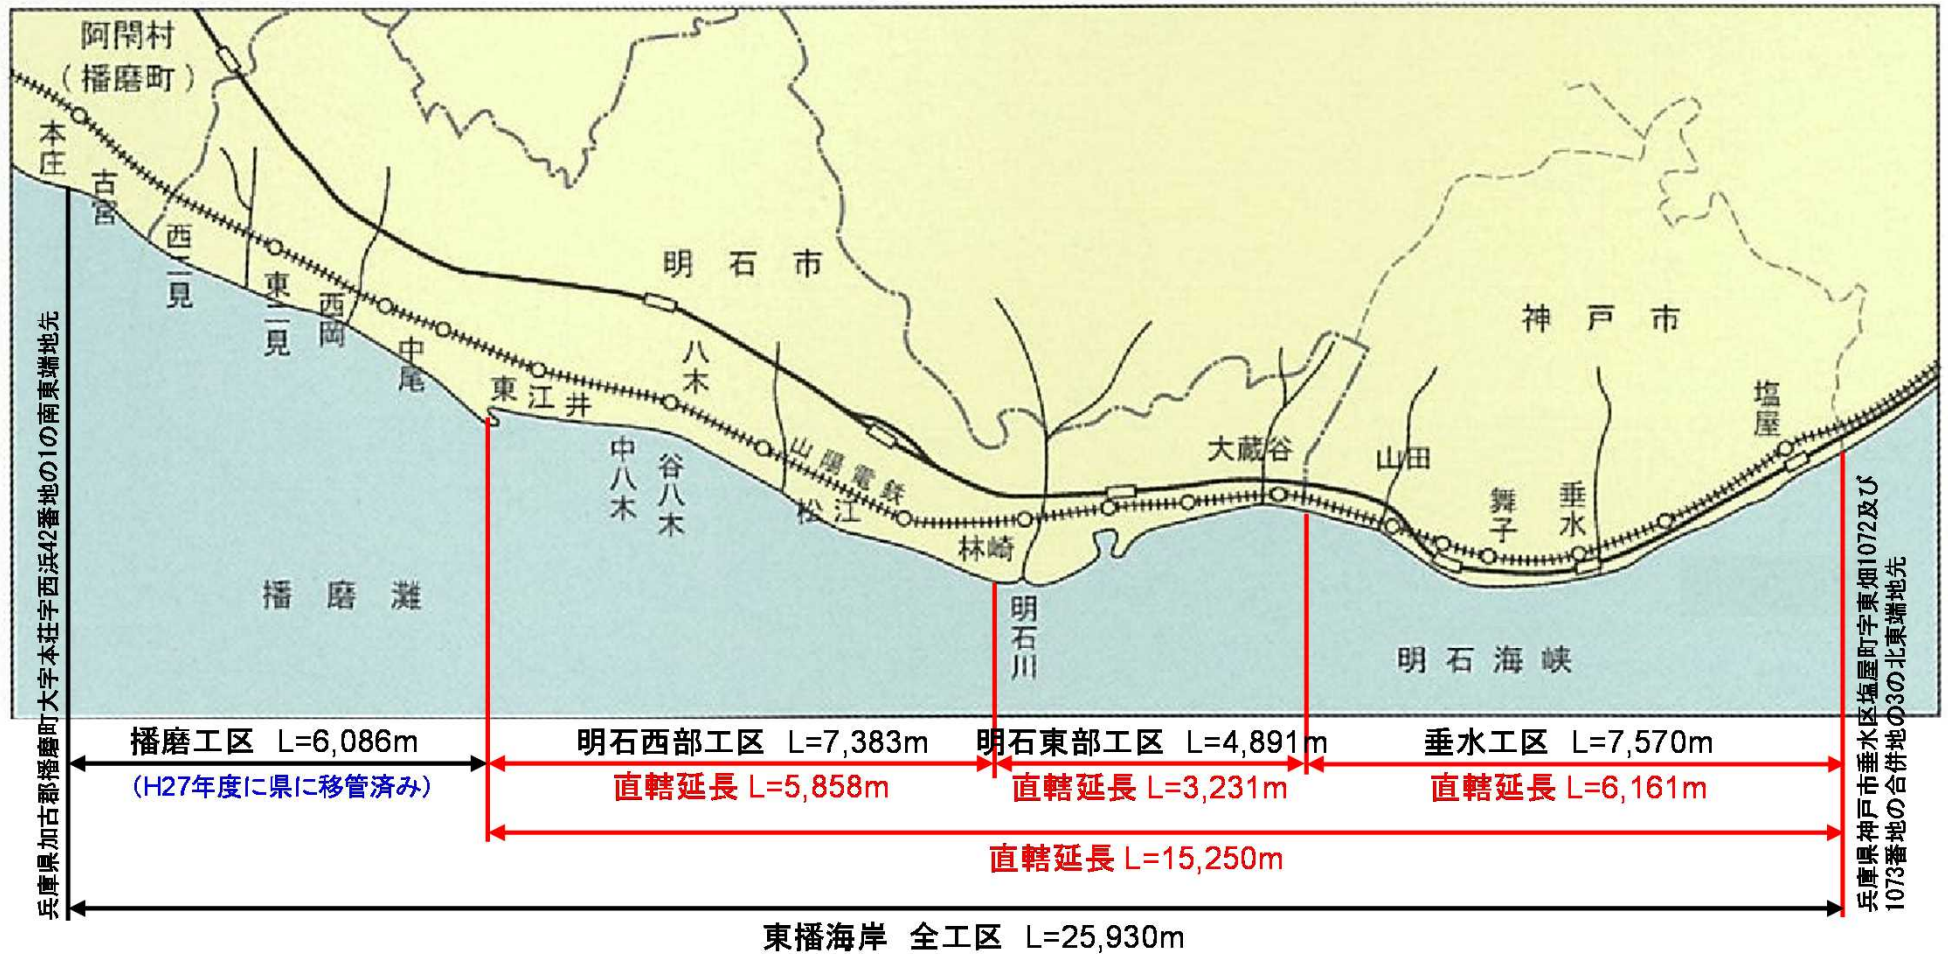 阿閇村
（播磨町）
本庄
古宮
西二見
東二見
西岡
中尾
東江井
八木
中八木
谷八木
松江
山陽電鉄
林崎
明石市
神戸市
大蔵谷
山田
舞子
垂水
塩屋
播磨灘
明石川
明石海峡
兵庫県加古郡播磨町大字本荘字西浜42番地の1の南東端地先
兵庫県神戸市垂水区塩屋町字東畑1072及び
1073番地の合併地の3の北東端地先
播磨工区 L=6,086m
（H27年度に県に移管済み）
明石西部工区 L=7,383m
直轄延長 L=5,858m
明石東部工区 L=4,891m
直轄延長 L=3,231m
垂水工区 L=7,570m
直轄延長 L=6,161m
直轄延長 L=15,250m
東播海岸 全工区 L=25,930m